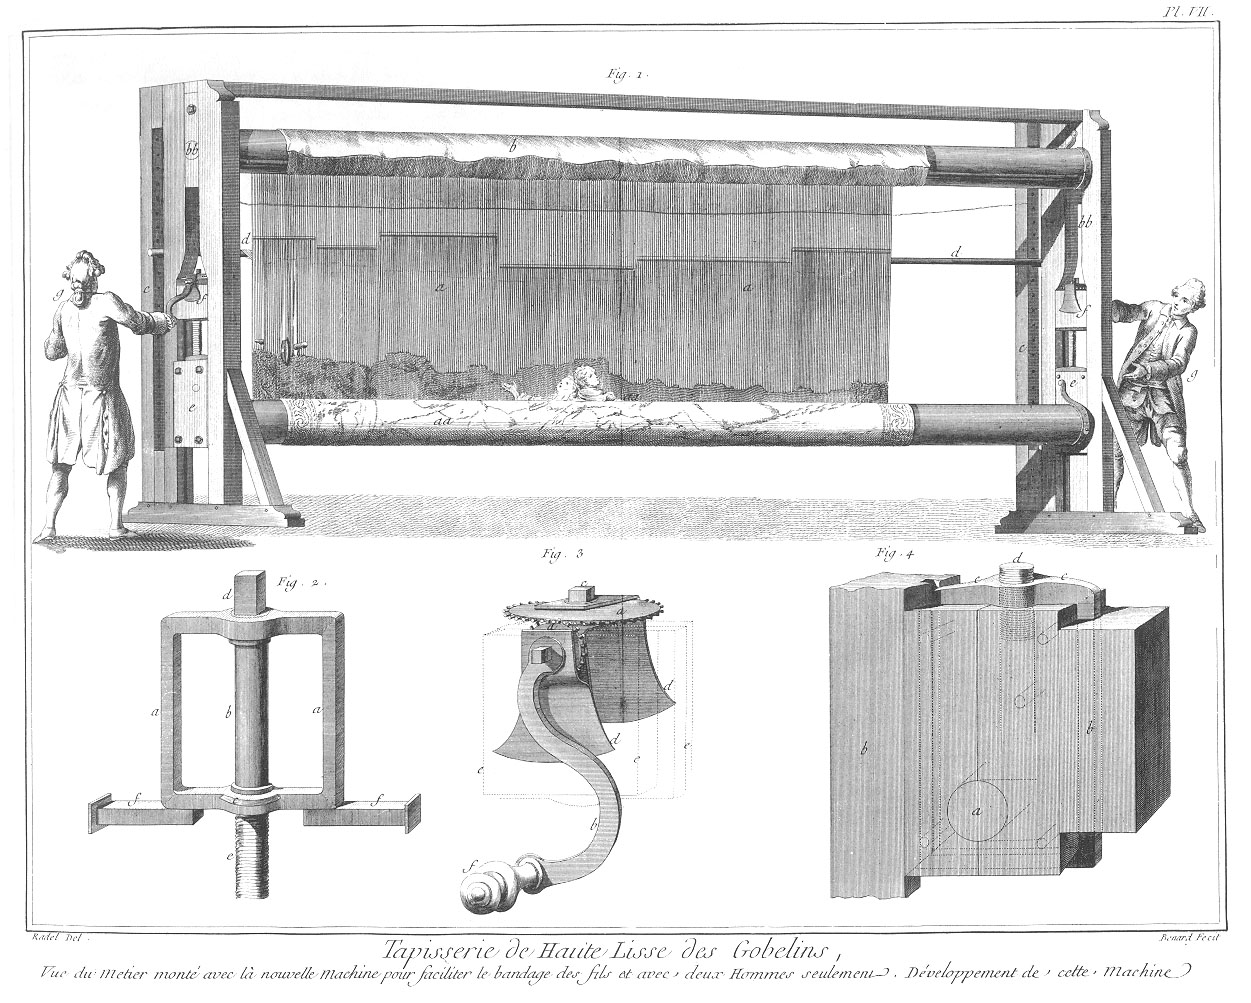 Pl. VII.
Fig. 1.
b
bb
bb
d
d
g
c
f
a
a
f
c
g
e
e
aa
aa
Fig. 2.
d
a
b
a
c
f
f
e
Fig. 3
c
a
d
d
e
c
e
b
f
Fig. 4
d
c
c
b
b
a
Radel Del.
Benard Fecit
Tapisserie de Haute Lisse des Gobelins,
Vue du Metier monté avec la nouvelle Machine pour faciliter le bandage des fils et avec deux Hommes seulement. Développement de cette Machine